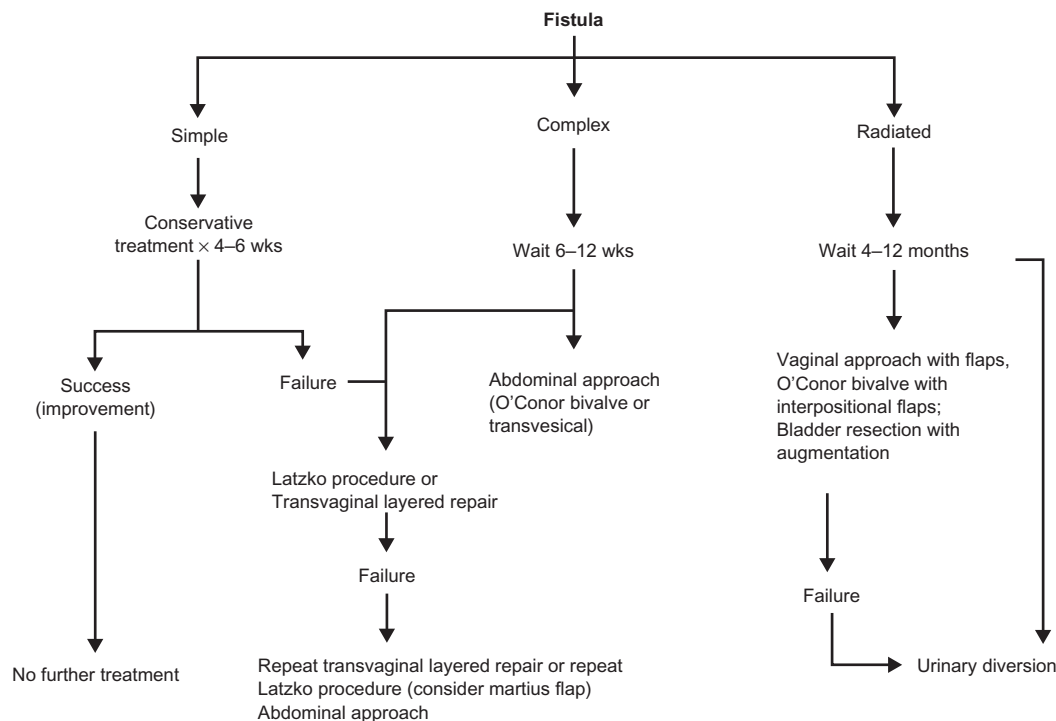 Fistula
Simple
Complex
Radiated
Conservative
treatment × 4–6 wks
Wait 6–12 wks
Wait 4–12 months
Success
(improvement)
Failure
Abdominal approach
(O’Conor bivalve or
transvesical)
Vaginal approach with flaps,
O’Conor bivalve with
interpositional flaps;
Bladder resection with
augmentation
Latzko procedure or
Transvaginal layered repair
Failure
Failure
No further treatment
Repeat transvaginal layered repair or repeat
Latzko procedure (consider martius flap)
Abdominal approach
Urinary diversion